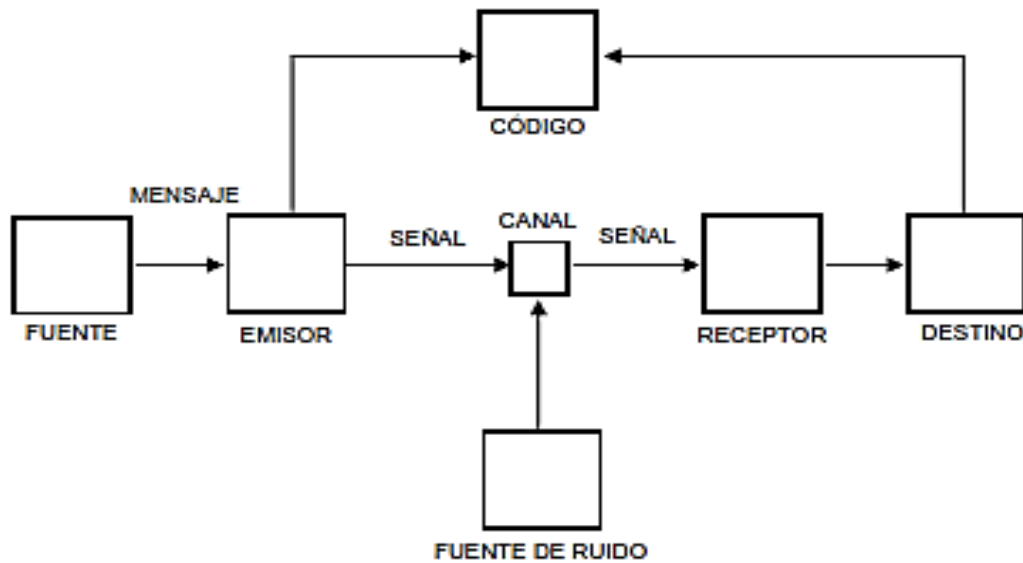 CÓDIGO
MENSAJE
CANAL
SEÑAL
SEÑAL
FUENTE
EMISOR
RECEPTOR
DESTINO
FUENTE DE RUIDO